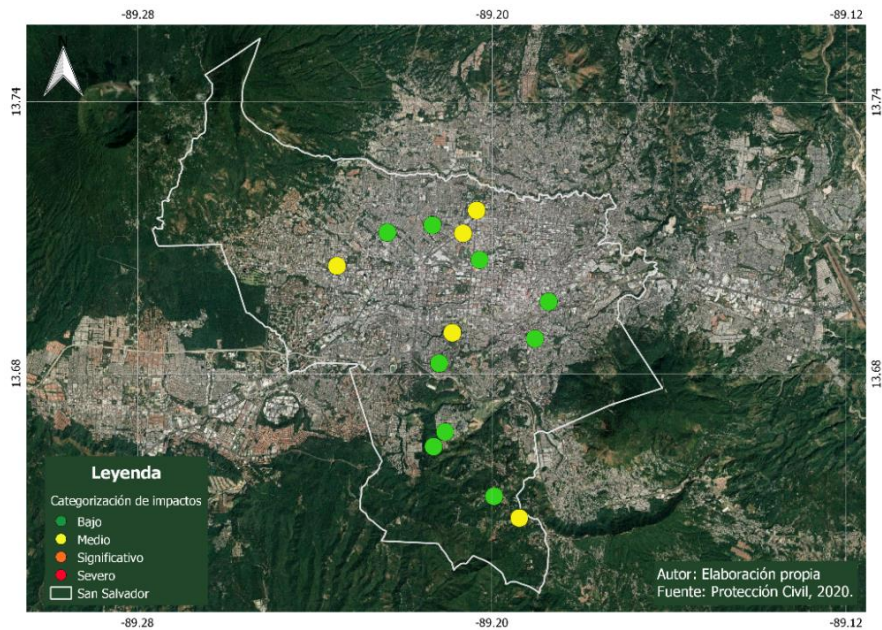 -89.28 -89.20 -89.12
13.74 13.74
13.68 13.68
Leyenda
Categorización de impactos
Bajo
Medio
Significativo
Severo
San Salvador
Autor: Elaboración propia
Fuente: Protección Civil, 2020.
-89.28 -89.20 -89.12